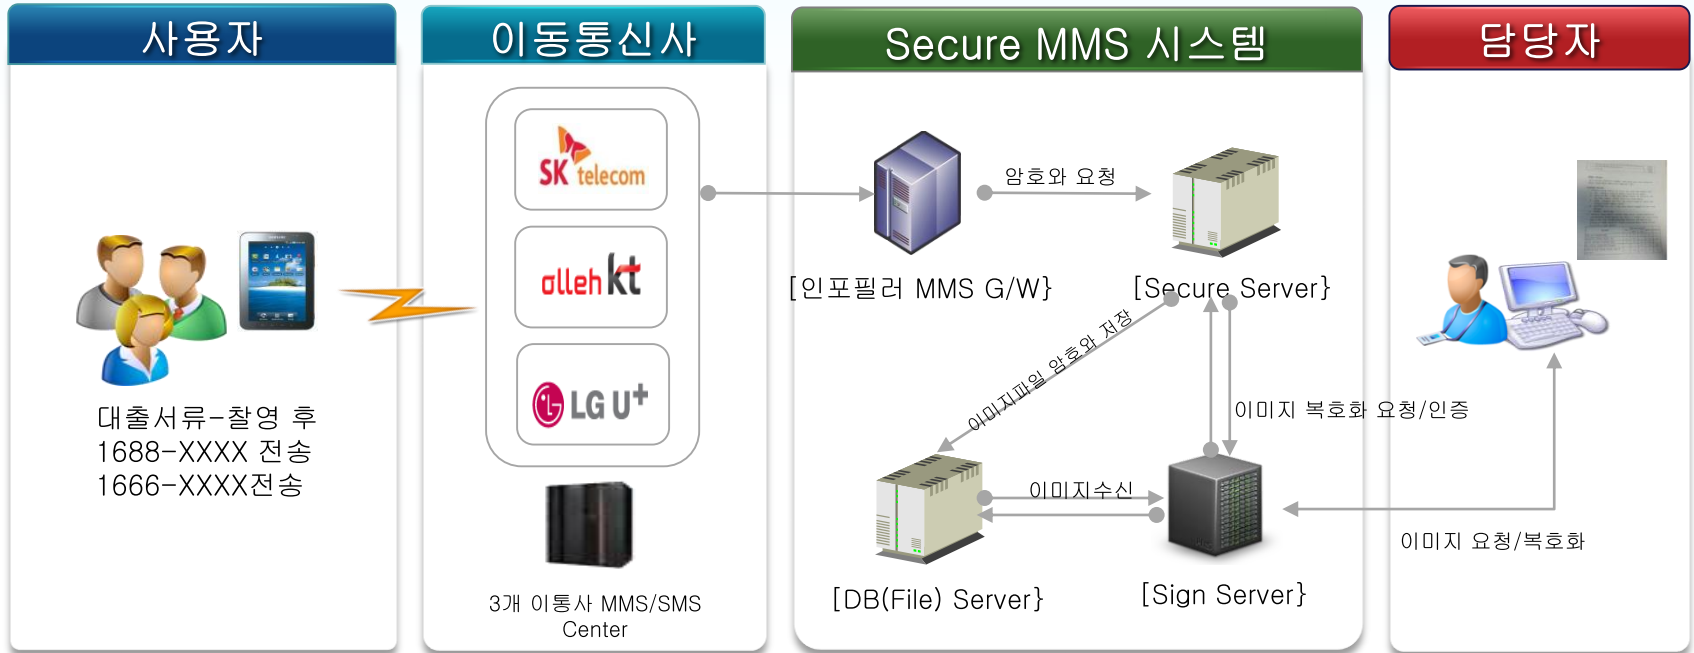 사용자
이동통신사
Secure MMS 시스템
담당자
SK telecom
olleh kt
LG U+
대출서류-촬영 후
1688-XXXX 전송
1666-XXXX전송
3개 이통사 MMS/SMS
Center
암호와 요청
[인포필러 MMS G/W}
[Secure Server}
이미지파일 암호와 저장
이미지 복호화 요청/인증
이미지수신
[DB(File) Server}
[Sign Server}
이미지 요청/복호화